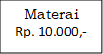 Materai
Rp. 10.000,-